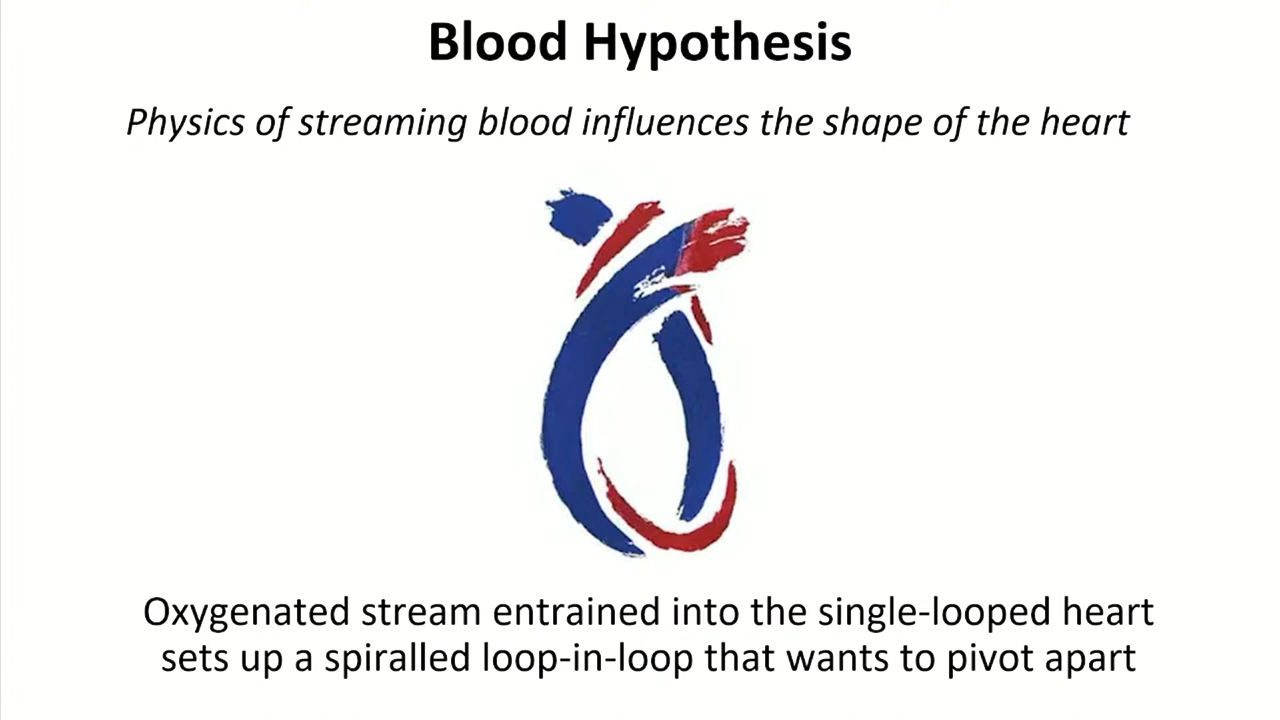 Blood Hypothesis
Physics of streaming blood influences the shape of the heart
Oxygenated stream entrained into the single-looped heart
sets up a spiralled loop-in-loop that wants to pivot apart